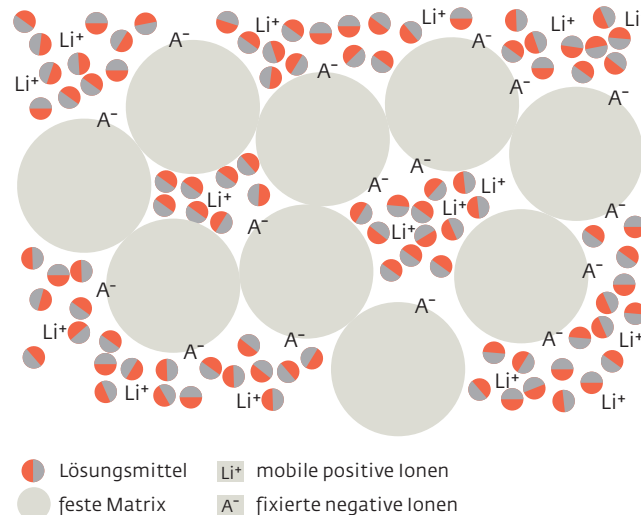 Li⁺ A⁻ Li⁺ Li⁺ Li
Li⁺ A⁻ A⁻ A⁻
A⁻
A⁻
A⁻ Li⁺
Li⁺ Li⁺
A⁻ Li⁺ A⁻
A⁻
A⁻
Li⁺ A⁻
A⁻ A⁻ Li⁺
A⁻
Li⁺ Li⁺
Li⁺ Li⁺
Lösungsmittel Li⁺ mobile positive Ionen
feste Matrix A⁻ fixierte negative Ionen